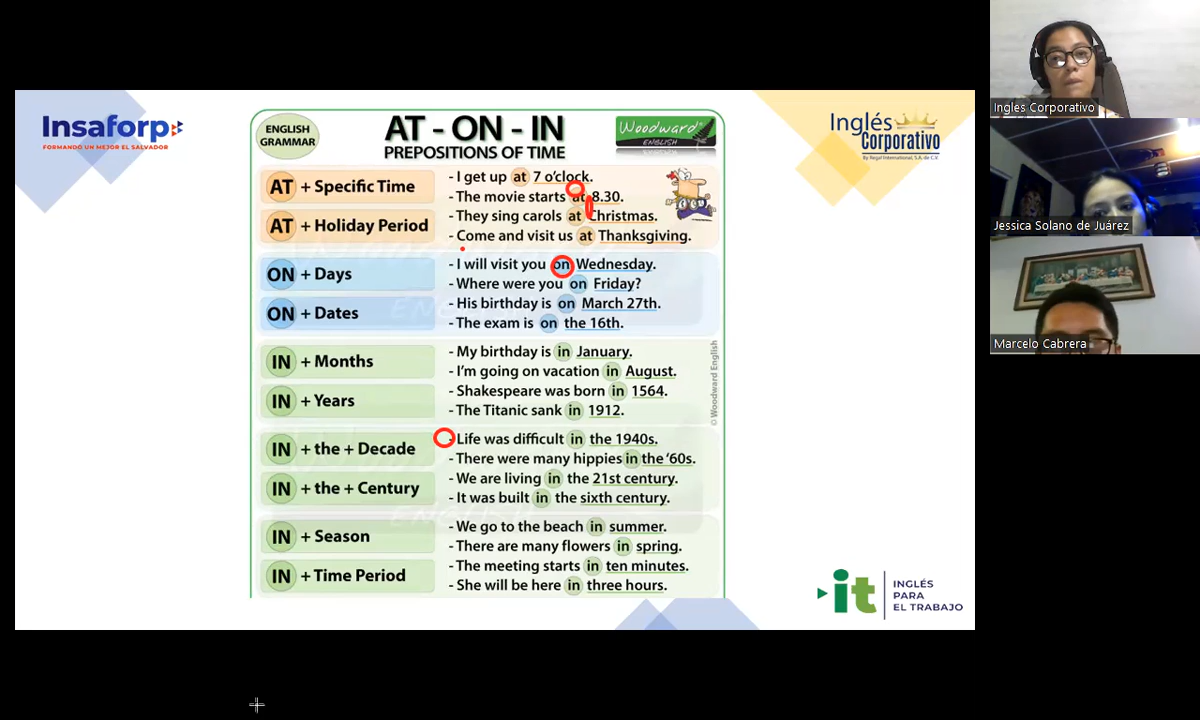 Insaforp
FORMANDO UN MEJOR EL SALVADOR
ENGLISH
GRAMMAR
AT - ON - IN
PREPOSITIONS OF TIME
Woodward
ENGLISH
Inglés
Corporativo
By Regal International, S.A. de C.V.
AT + Specific Time
AT + Holiday Period
- I get up at 7 o'clock.
- The movie starts at 8.30.
- They sing carols at Christmas.
- Come and visit us at Thanksgiving.
ON + Days
ON + Dates
- I will visit you on Wednesday.
- Where were you on Friday?
- His birthday is on March 27th.
- The exam is on the 16th.
IN + Months
IN + Years
- My birthday is in January.
- I'm going on vacation in August.
- Shakespeare was born in 1564.
- The Titanic sank in 1912.
IN + the + Decade
IN + the + Century
- Life was difficult in the 1940s.
- There were many hippies in the '60s.
- We are living in the 21st century.
- It was built in the sixth century.
IN + Season
IN + Time Period
- We go to the beach in summer.
- There are many flowers in spring.
- The meeting starts in ten minutes.
- She will be here in three hours.
© Woodward English
it
INGLÉS
PARA
EL TRABAJO
Ingles Corporativo
Jessica Solano de Juárez
Marcelo Cabrera